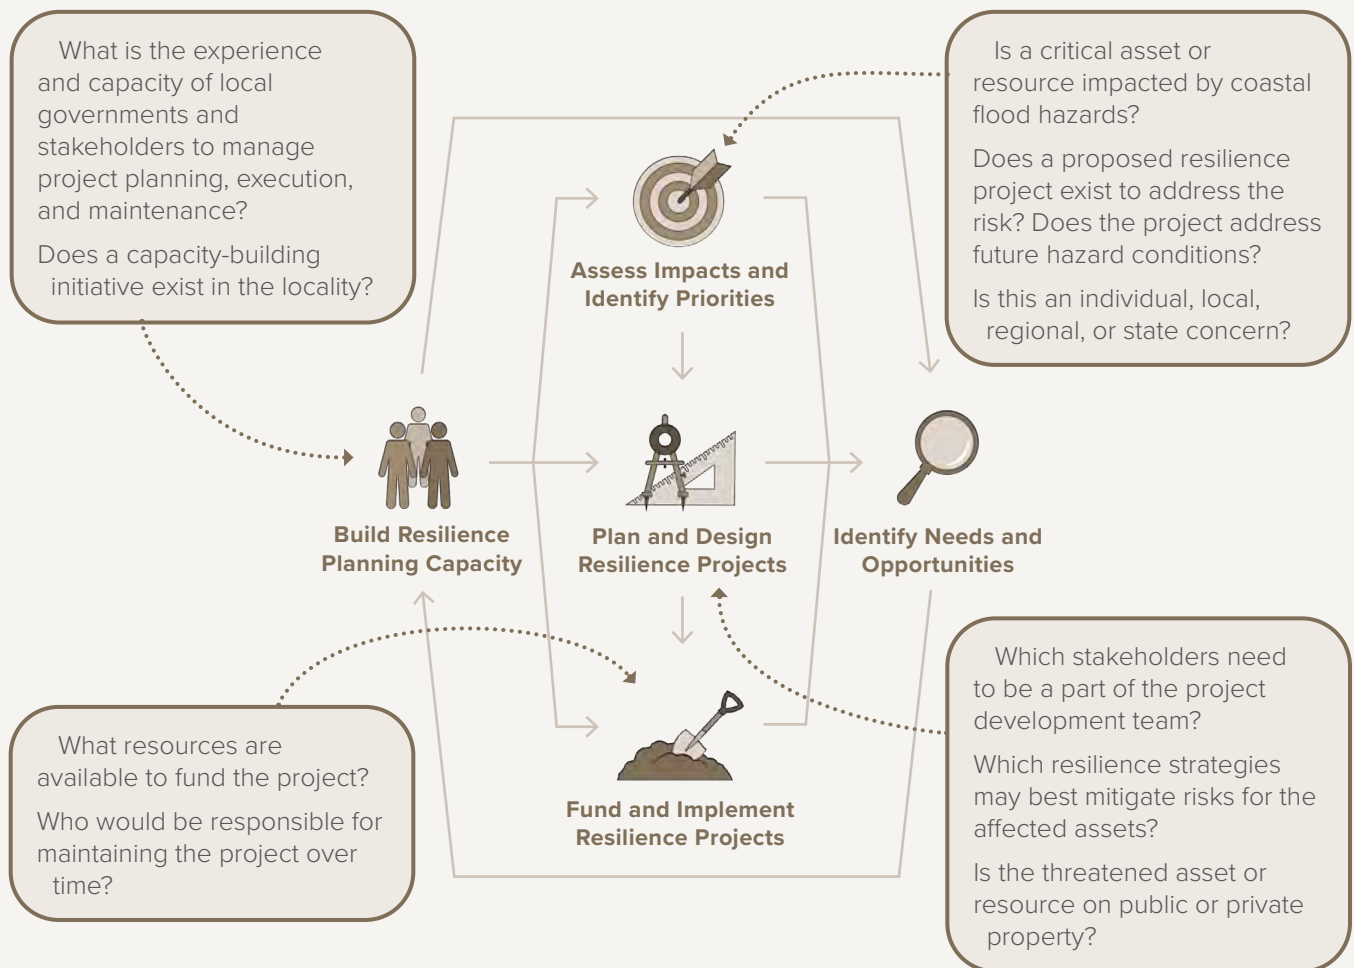 What is the experience
and capacity of local
governments and
stakeholders to manage
project planning, execution,
and maintenance?
Does a capacity-building
initiative exist in the locality?
Is a critical asset or
resource impacted by coastal
flood hazards?
Does a proposed resilience
project exist to address the
risk? Does the project address
future hazard conditions?
Is this an individual, local,
regional, or state concern?
Assess Impacts and
Identify Priorities
Build Resilience
Planning Capacity
Plan and Design
Resilience Projects
Identify Needs and
Opportunities
What resources are
available to fund the project?
Who would be responsible for
maintaining the project over
time?
Fund and Implement
Resilience Projects
Which stakeholders need
to be a part of the project
development team?
Which resilience strategies
may best mitigate risks for the
affected assets?
Is the threatened asset or
resource on public or private
property?